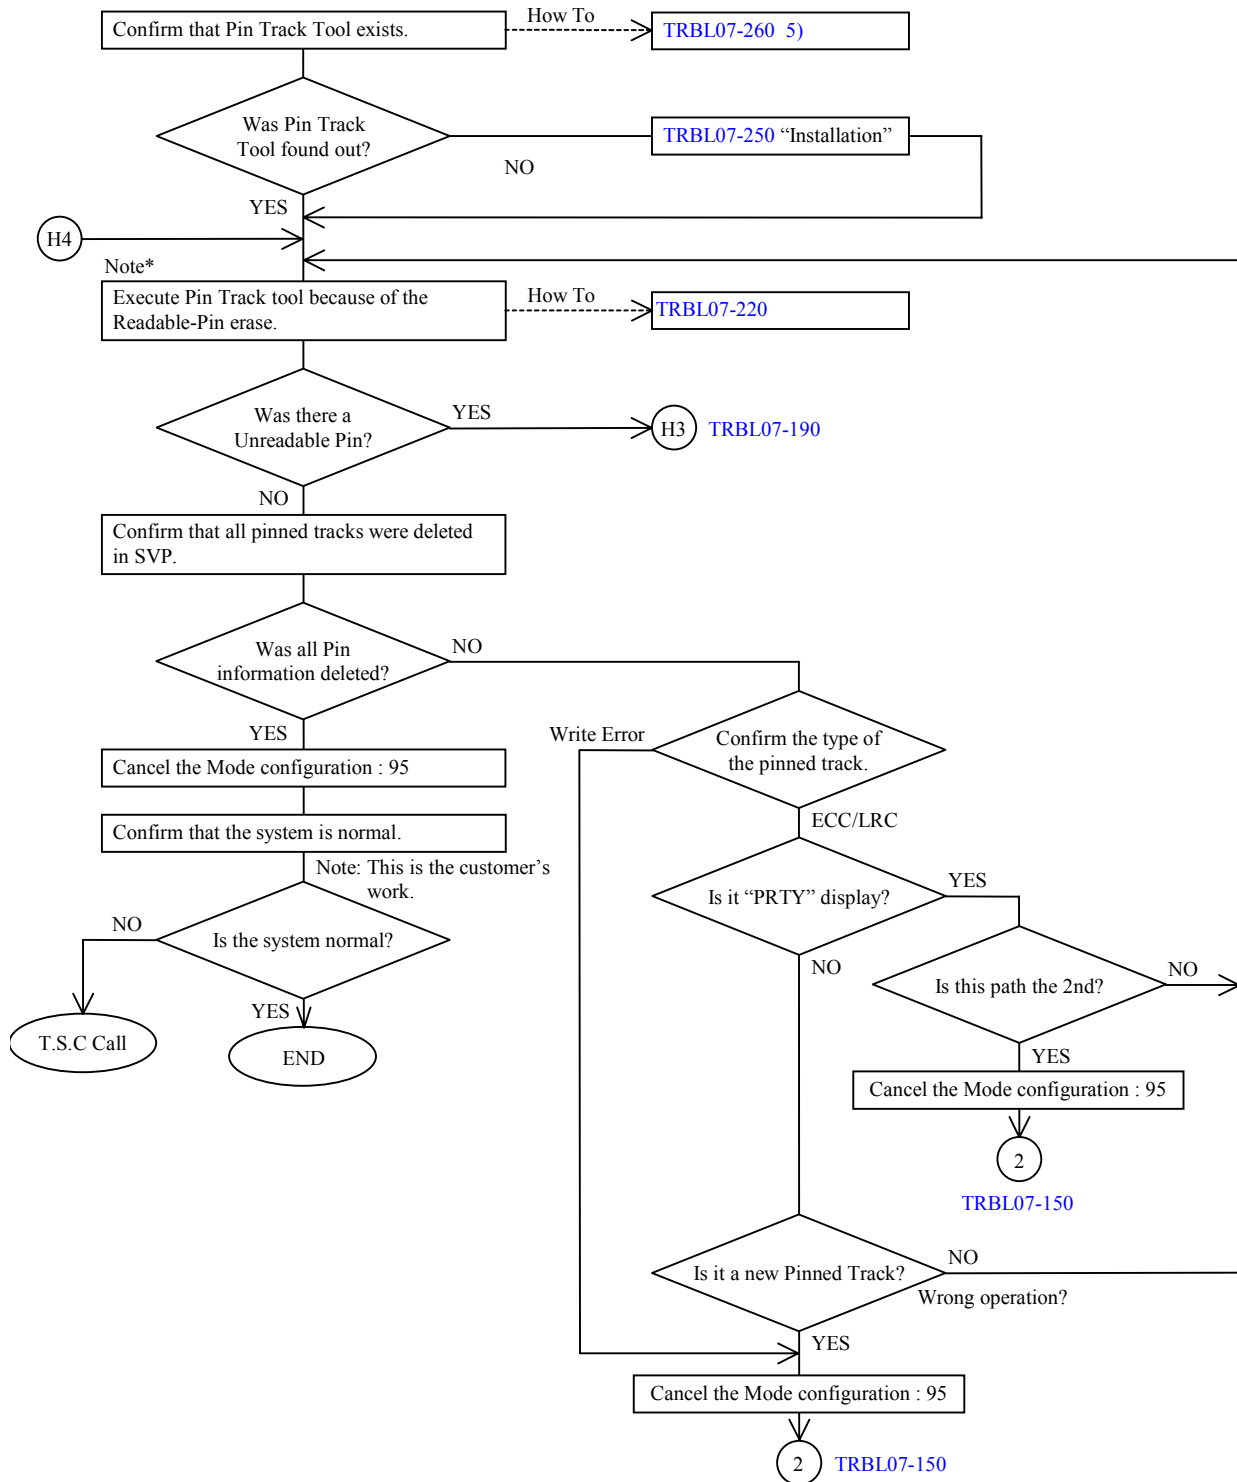 Confirm that Pin Track Tool exists.
How To
TRBL07-260  5)
Was Pin Track
Tool found out?
NO
TRBL07-250 “Installation”
YES
H4
Note*
Execute Pin Track tool because of the
Readable-Pin erase.
How To
TRBL07-220
Was there a
Unreadable Pin?
YES
H3
TRBL07-190
NO
Confirm that all pinned tracks were deleted
in SVP.
Was all Pin
information deleted?
NO
YES
Write Error
Confirm the type of
the pinned track.
Cancel the Mode configuration : 95
ECC/LRC
Confirm that the system is normal.
Note: This is the customer’s
work.
Is it “PRTY” display?
YES
NO
Is the system normal?
NO
Is this path the 2nd?
NO
YES
T.S.C Call
END
YES
Cancel the Mode configuration : 95
2
TRBL07-150
Is it a new Pinned Track?
NO
Wrong operation?
YES
Cancel the Mode configuration : 95
2
TRBL07-150